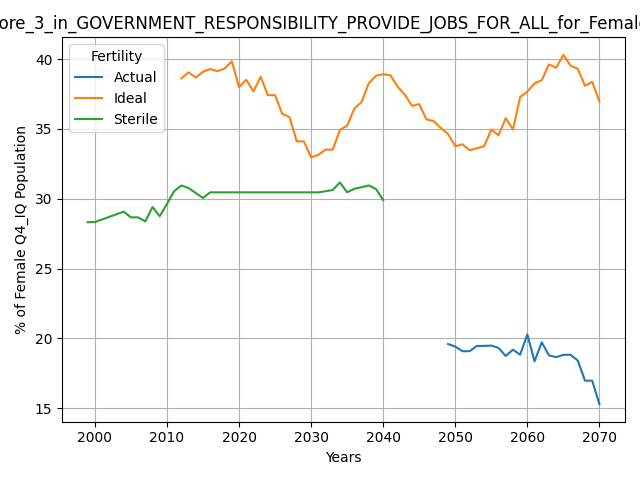 ore_3_in_GOVERNMENT_RESPONSIBILITY_PROVIDE_JOBS_FOR_ALL_for_Female
Fertility
Actual
Ideal
Sterile
% of Female Q4_IQ Population
40
35
30
25
20
15
2000 2010 2020 2030 2040 2050 2060 2070
Years